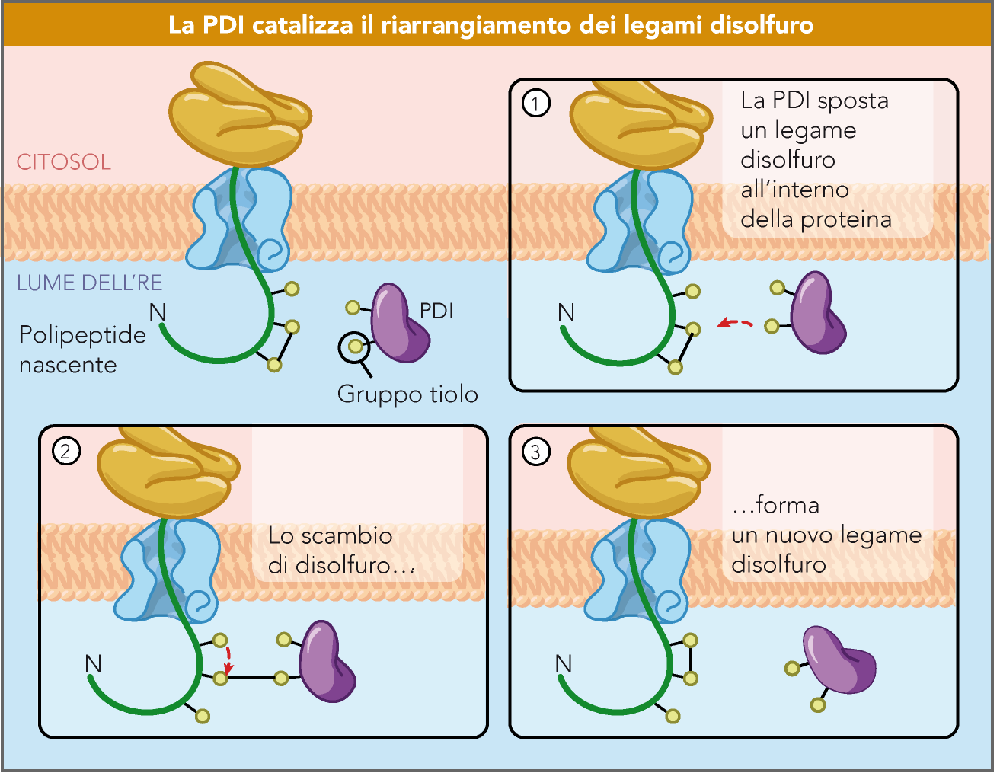 La PDI catalizza il riarrangiamento dei legami disolfuro
CITOSOL
LUME DELL'RE
N
Polipeptide
nascente
PDI
Gruppo tiolo
1
La PDI sposta
un legame
disolfuro
all'interno
della proteina
N
2
Lo scambio
di disolfuro...
N
3
...forma
un nuovo legame
disolfuro
N